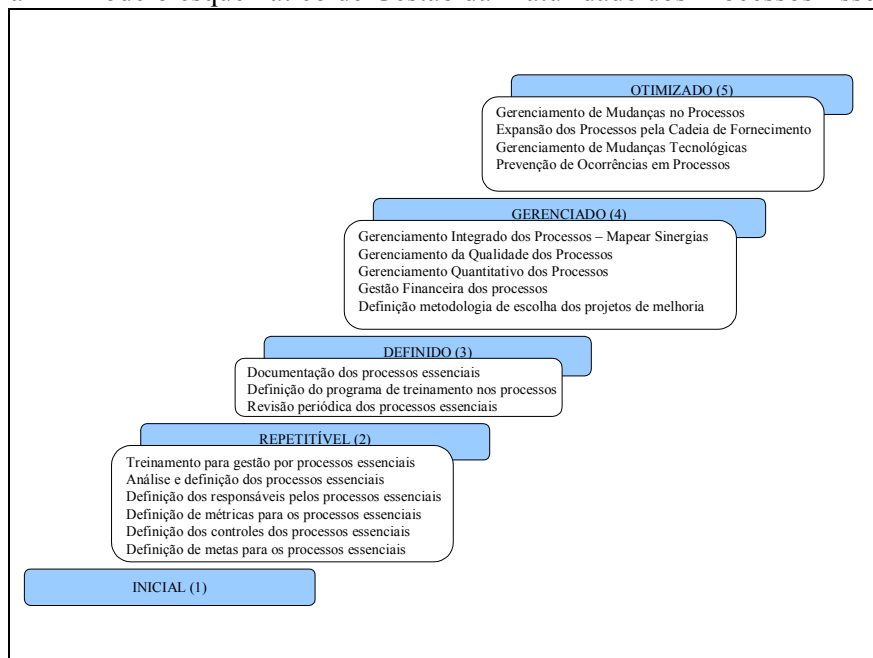 OTIMIZADO (5)
Gerenciamento de Mudanças no Processos
Expansão dos Processos pela Cadeia de Fornecimento
Gerenciamento de Mudanças Tecnológicas
Prevenção de Ocorrências em Processos
GERENCIADO (4)
Gerenciamento Integrado dos Processos – Mapear Sinergias
Gerenciamento da Qualidade dos Processos
Gerenciamento Quantitativo dos Processos
Gestão Financeira dos processos
Definição metodologia de escolha dos projetos de melhoria
DEFINIDO (3)
Documentação dos processos essenciais
Definição do programa de treinamento nos processos
Revisão periódica dos processos essenciais
REPETITÍVEL (2)
Treinamento para gestão por processos essenciais
Análise e definição dos processos essenciais
Definição dos responsáveis pelos processos essenciais
Definição de métricas para os processos essenciais
Definição dos controles dos processos essenciais
Definição de metas para os processos essenciais
INICIAL (1)